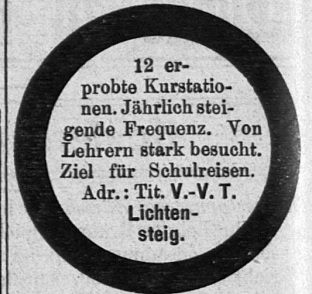 12 er-
probte Kurstatio-
nen. Jährlich stei-
gende Frequenz. Von
Lehrern stark besucht.
Ziel für Schulreisen.
Adr.: Tit. V.-V. T.
Lichten-
steig.